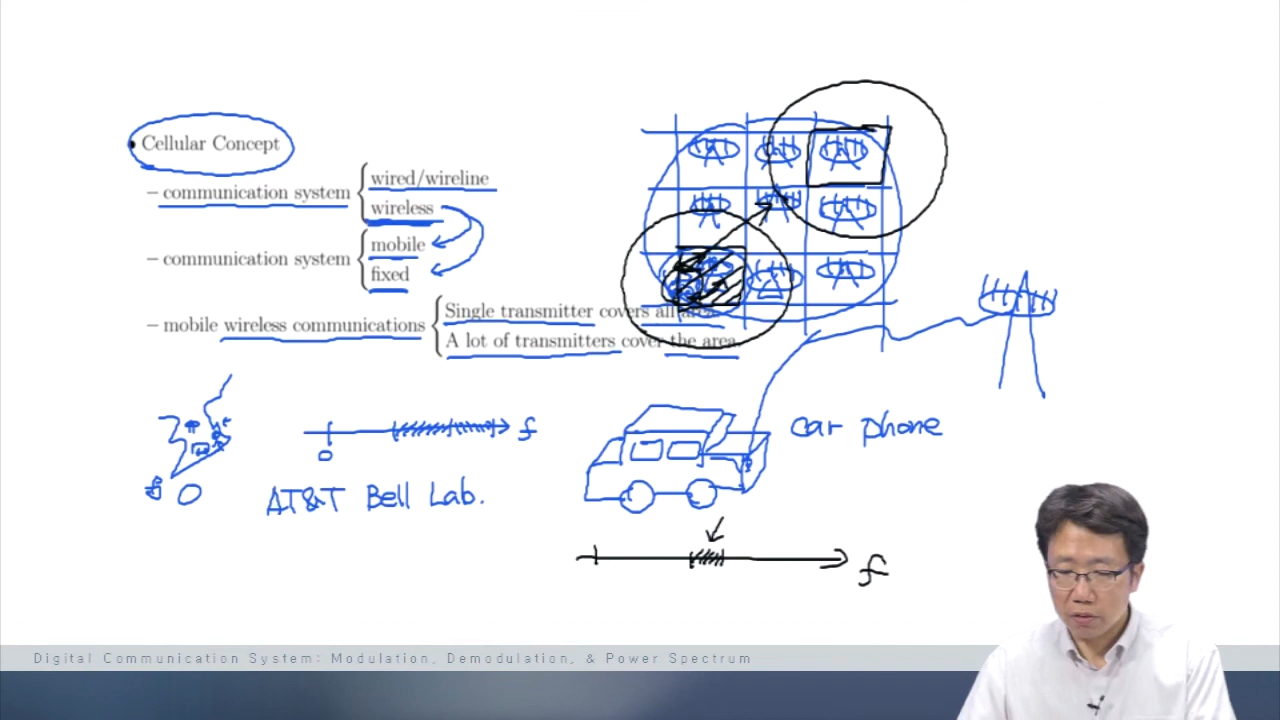 • Cellular Concept
– communication system { wired/wireline
wireless
– communication system { mobile
fixed
– mobile wireless communications { Single transmitter covers all area.
A lot of transmitters cover the area.
0
f
AT&T Bell Lab.
car phone
f
Digital Communication System: Modulation, Demodulation, & Power Spectrum